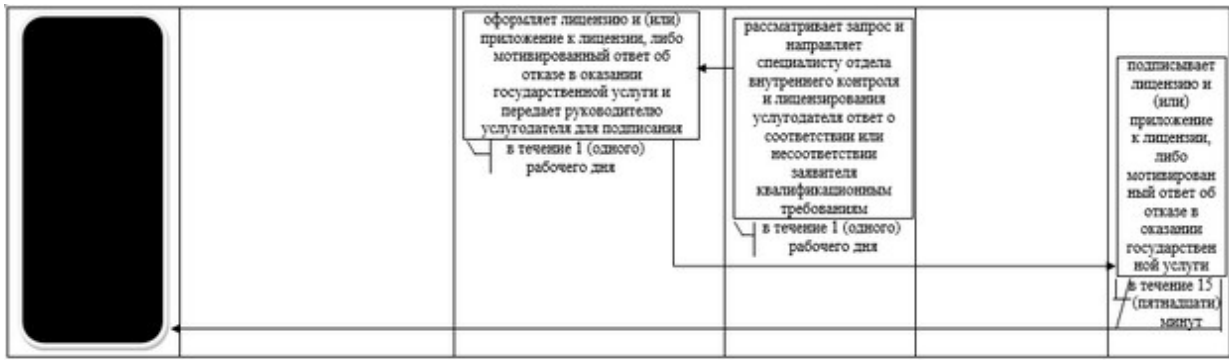 оформляет лицензию и (или)
приложение к лицензии, либо
мотивированный ответ об
отказе в оказании
государственной услуги и
передает руководителю
услугодателя для подписания
в течение 1 (одного)
рабочего дня
рассматривает запрос и
направляет
специалисту отдела
внутреннего контроля
и лицензирования
услугодателя ответ о
соответствии или
несоответствии
заявителя
квалификационным
требованиям
в течение 1 (одного)
рабочего дня
подписывает
лицензию и
(или)
приложение
к лицензии,
либо
мотивирован
ный ответ об
отказе в
оказании
государствен
ной услуги
в течение 15
(пятнадцати)
минут